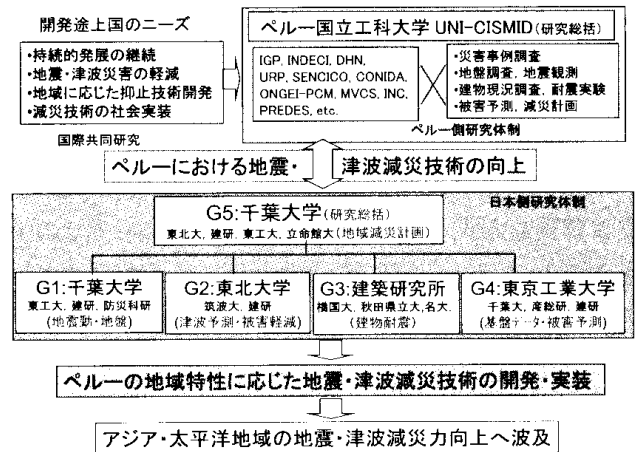 開発途上国のニーズ
・持続的発展の継続
・地震・津波災害の軽減
・地域に応じた抑止技術開発
・減災技術の社会実装
国際共同研究
ペルー国立工科大学 UNI-CISMID(研究総括)
IGP, INDECI, DHN,
URP, SENCICO, CONIDA,
ONGEI-PCM, MVCS, INC,
PREDES, etc.
・災害事例調査
・地盤調査、地震観測
・建物現況調査、耐震実験
・被害予測、減災計画
ペルー側研究体制
ペルーにおける地震・ 津波減災技術の向上
日本側研究体制
G5:千葉大学(研究総括)
東北大, 建研, 東工大, 立命館大(地域減災計画)
G1:千葉大学
東工大, 建研, 防災科研
(地震動・地盤)
G2:東北大学
筑波大, 建研
(津波予測・被害軽減)
G3:建築研究所
横国大, 秋田県立大, 名大,
(建物耐震)
G4:東京工業大学
千葉大, 産総研, 建研
(基盤データ・被害予測)
ペルーの地域特性に応じた地震・津波減災技術の開発・実装
アジア・太平洋地域の地震・津波減災力向上へ波及